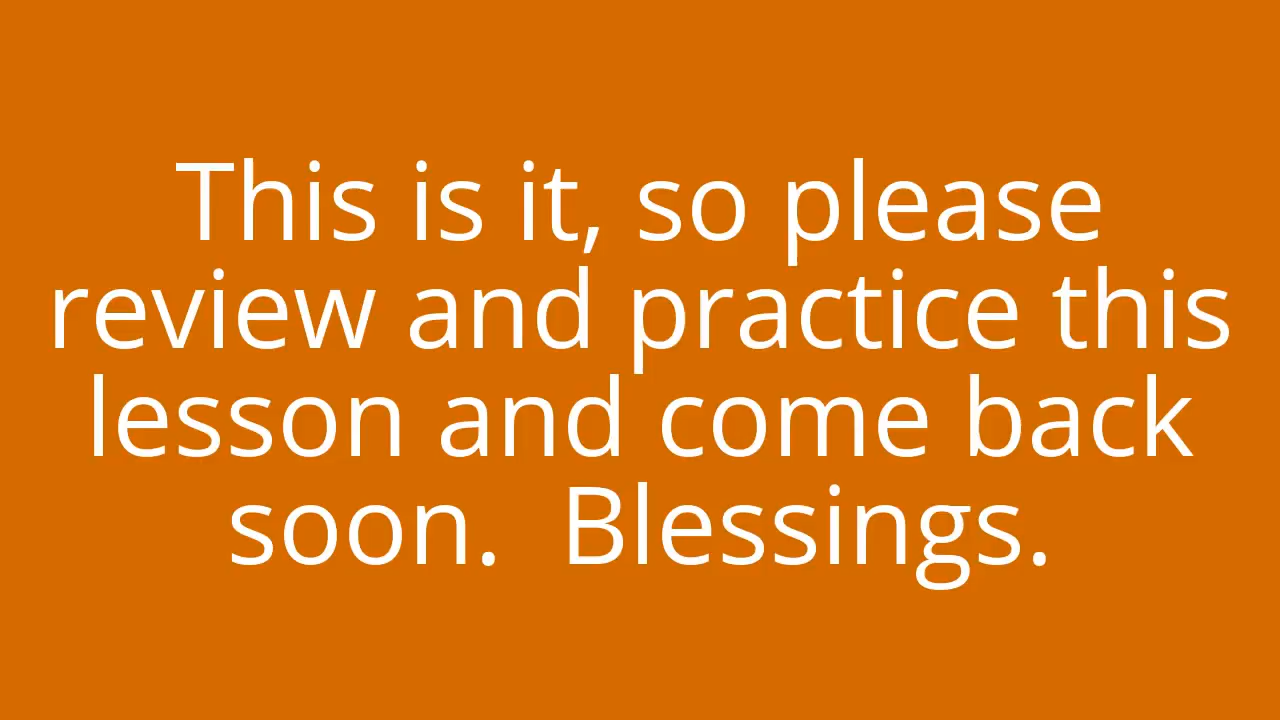 This is it, so please
review and practice this
lesson and come back
soon.  Blessings.